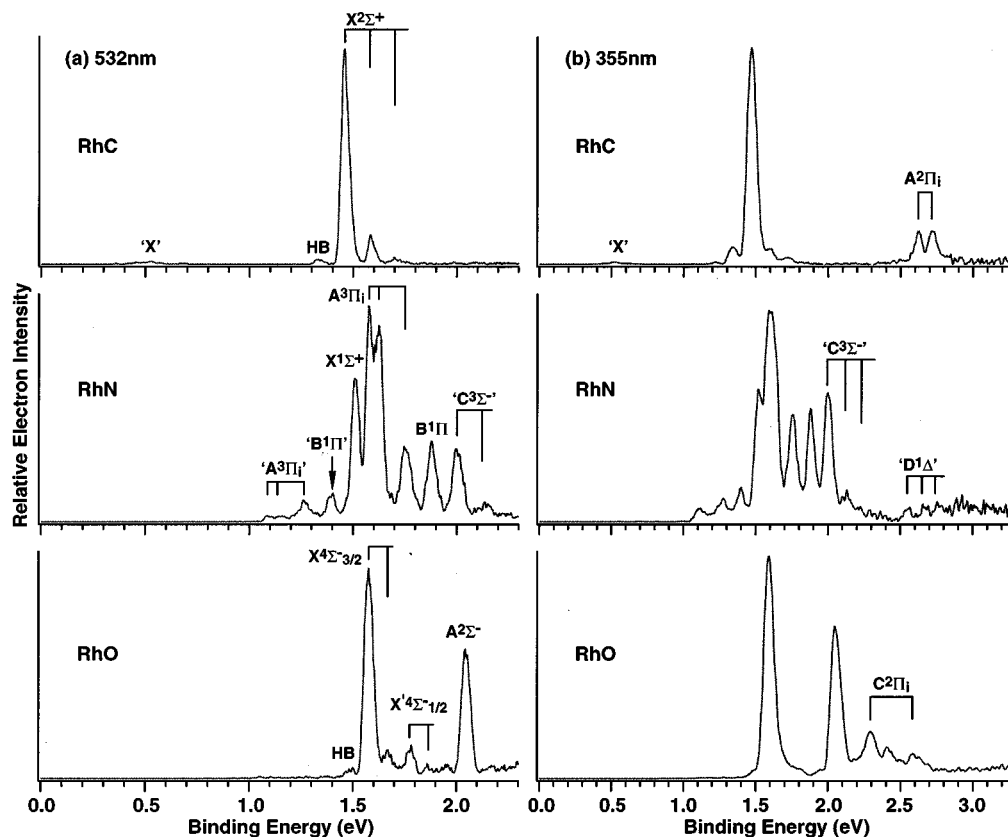 X²Σ⁺
(a) 532nm
(b) 355nm
RhC
RhC
A²Πi
'X'
HB
'X'
A³Πi
X¹Σ⁺
RhN
RhN
'C³Σ⁻'
'C³Σ⁻'
B¹Π
'B¹Π'
'A³Πi'
'D¹Δ'
Relative Electron Intensity
X⁴Σ⁻3/2
A²Σ⁻
RhO
RhO
C²Πi
X'⁴Σ⁻1/2
HB
0.0 0.5 1.0 1.5 2.0
0.0 1.0 1.5 2.0 2.5 3.0
Binding Energy (eV)
Binding Energy (eV)